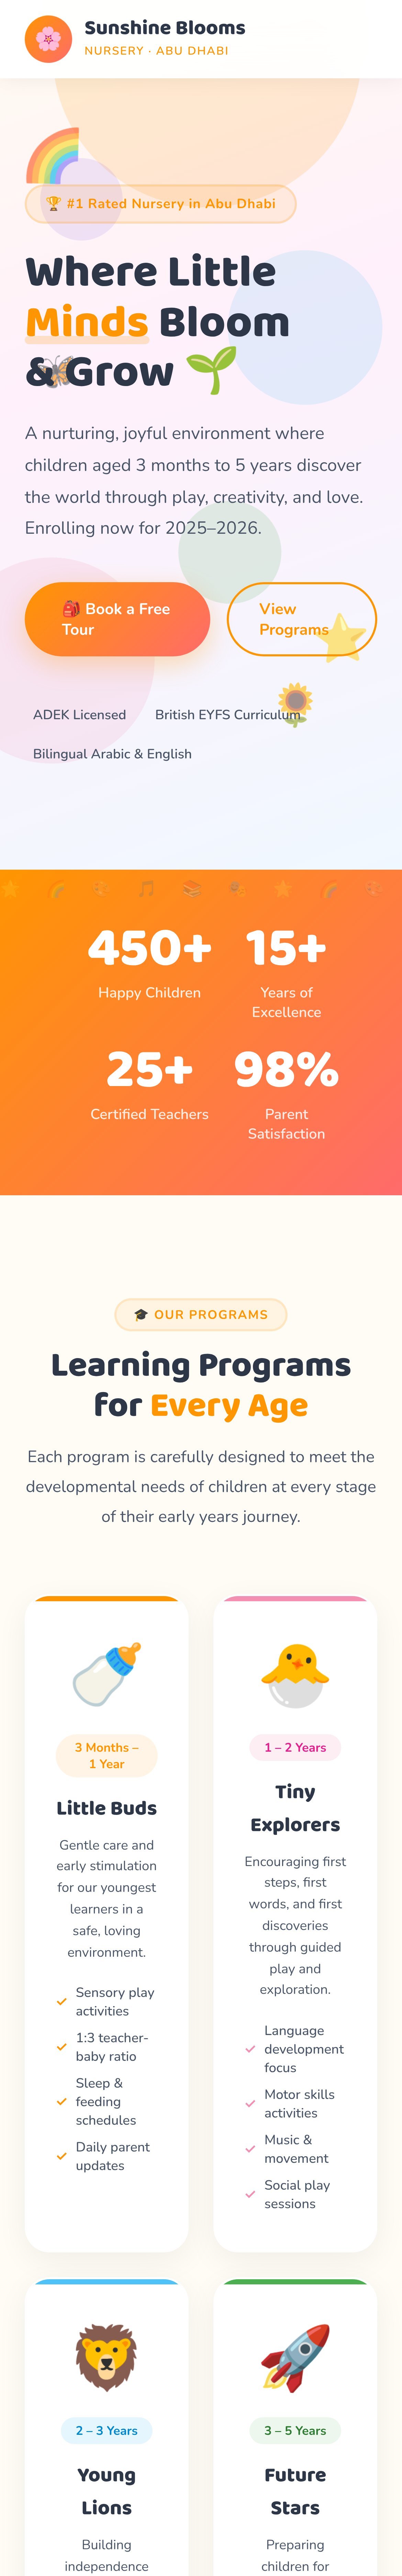 Sunshine Blooms
NURSERY · ABU DHABI
🏆 #1 Rated Nursery in Abu Dhabi
Where Little
Minds Bloom
& Grow 🌱
A nurturing, joyful environment where
children aged 3 months to 5 years discover
the world through play, creativity, and love.
Enrolling now for 2025–2026.
🎒 Book a Free
Tour
View
Programs
ADEK Licensed
British EYFS Curriculum
Bilingual Arabic & English
450+
Happy Children
15+
Years of
Excellence
25+
Certified Teachers
98%
Parent
Satisfaction
🎓 OUR PROGRAMS
Learning Programs
for Every Age
Each program is carefully designed to meet the
developmental needs of children at every stage
of their early years journey.
3 Months –
1 Year
Little Buds
Gentle care and
early stimulation
for our youngest
learners in a
safe, loving
environment.
Sensory play
activities
1:3 teacher-
baby ratio
Sleep &
feeding
schedules
Daily parent
updates
1 – 2 Years
Tiny
Explorers
Encouraging first
steps, first
words, and first
discoveries
through guided
play and
exploration.
Language
development
focus
Motor skills
activities
Music &
movement
Social play
sessions
2 – 3 Years
Young
Lions
Building
independence
3 – 5 Years
Future
Stars
Preparing
children for